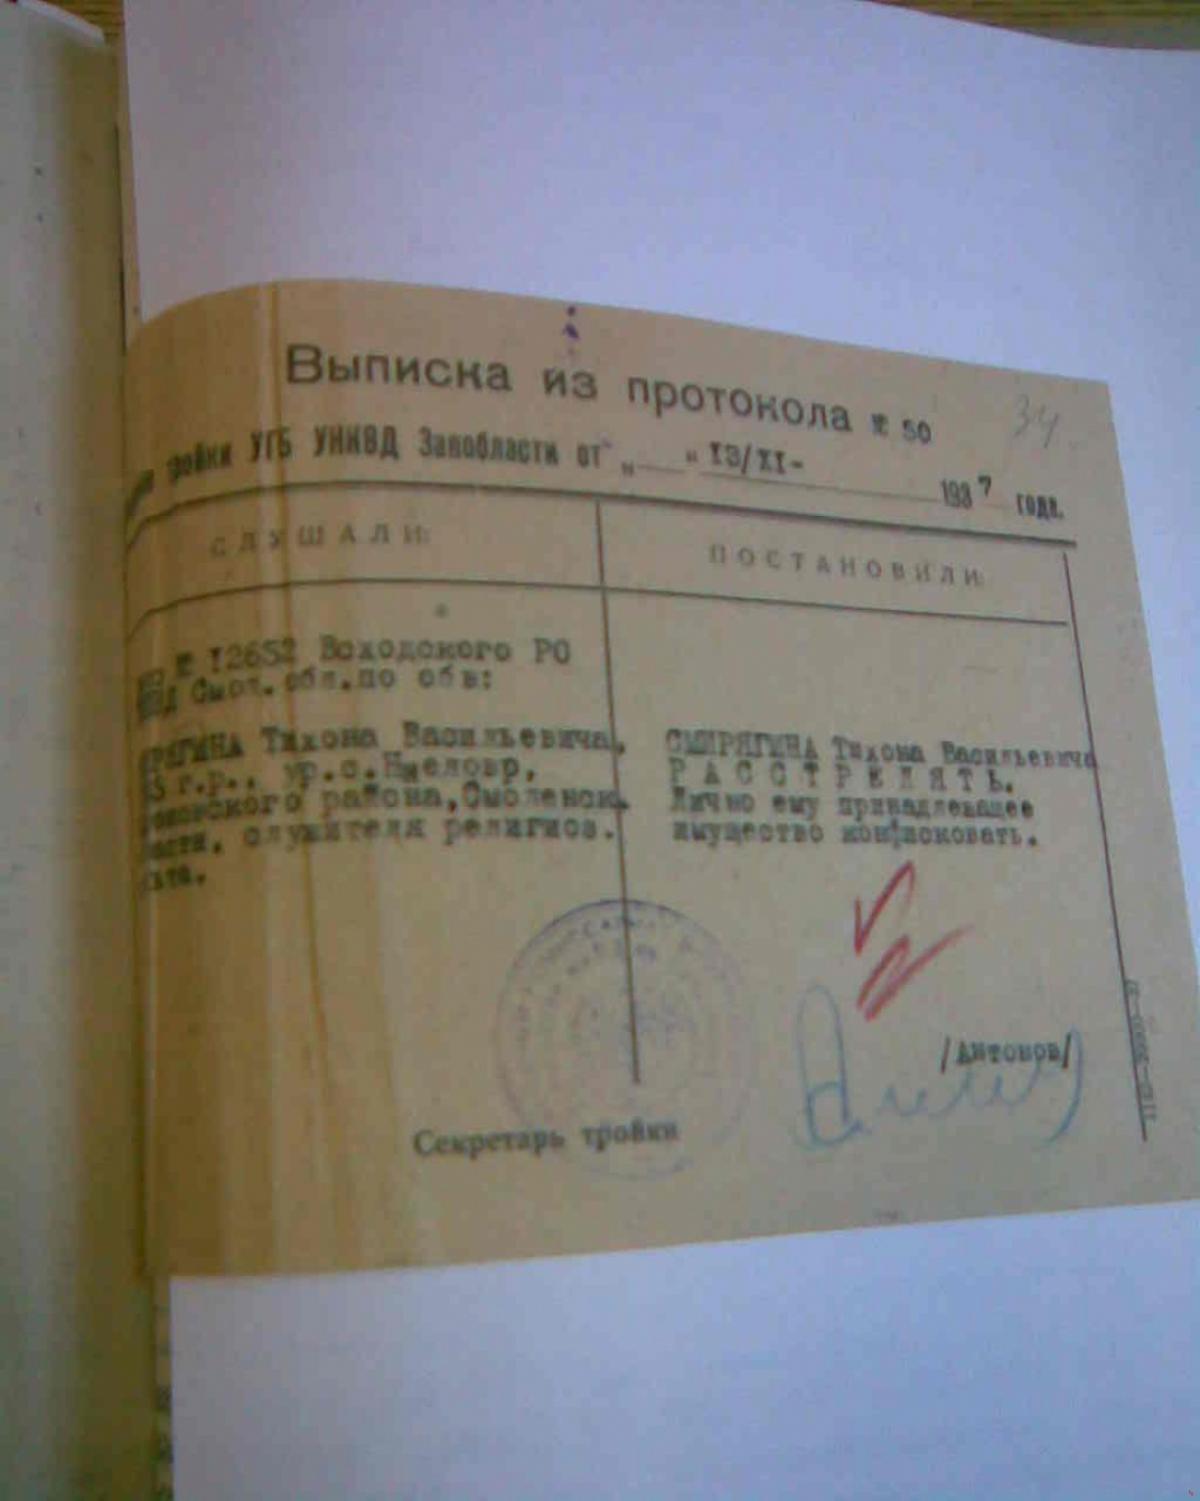 Выписка из протокола № 50
34
тройки УГБ УНКВД Запобласти от „ " 13/XI- 1937 года.
СЛУШАЛИ:
ПОСТАНОВИЛИ:
№ 12652 Всходского РО
Смол.обл.по обв:
Тихона Васильевича,
г.р., ур.с.
района, Смоленск.
служителя религиоз.
СМИРЯГИНА Тихона Васильевича
РАССТРЕЛЯТЬ.
Лично ему принадлежащее
имущество конфисковать.
/Антонов/
Секретарь тройки